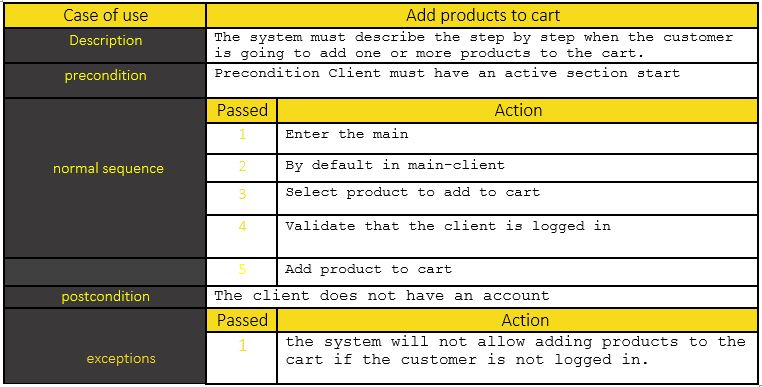 Case of use
Add products to cart
Description
The system must describe the step by step when the customer
is going to add one or more products to the cart.
precondition
Precondition Client must have an active section start
normal sequence
Passed
Action
1
Enter the main
2
By default in main-client
3
Select product to add to cart
4
Validate that the client is logged in
5
Add product to cart
postcondition
The client does not have an account
exceptions
Passed
Action
1
the system will not allow adding products to the
cart if the customer is not logged in.